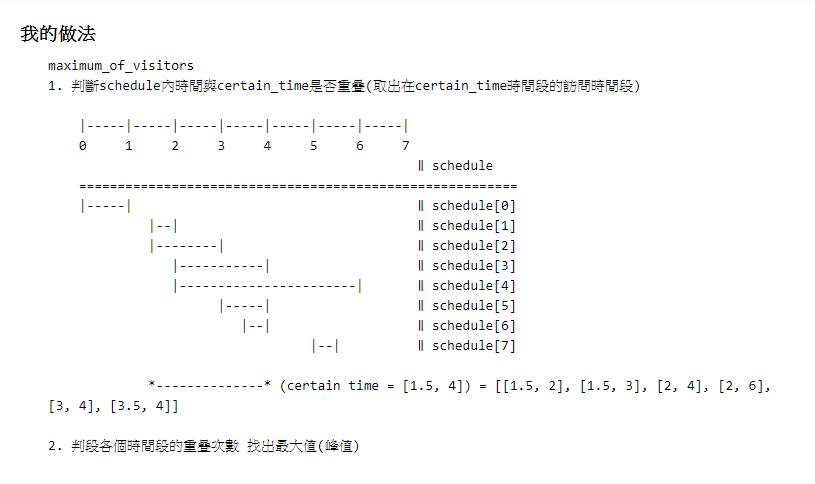 我的做法
maximum_of_visitors
1. 判斷schedule內時間與certain_time是否重疊(取出在certain_time時間段的訪問時間段)
|-----|-----|-----|-----|-----|-----|-----|
0     1     2     3     4     5     6     7
‖ schedule
=========================================================
|-----|                                     ‖ schedule[0]
         |--|                               ‖ schedule[1]
         |--------|                         ‖ schedule[2]
            |-----------|                   ‖ schedule[3]
            |-----------------------|       ‖ schedule[4]
                  |-----|                   ‖ schedule[5]
                     |--|                   ‖ schedule[6]
                              |--|          ‖ schedule[7]
*--------------* (certain time = [1.5, 4]) = [[1.5, 2], [1.5, 3], [2, 4], [2, 6],
[3, 4], [3.5, 4]]
2. 判段各個時間段的重疊次數 找出最大值(峰值)